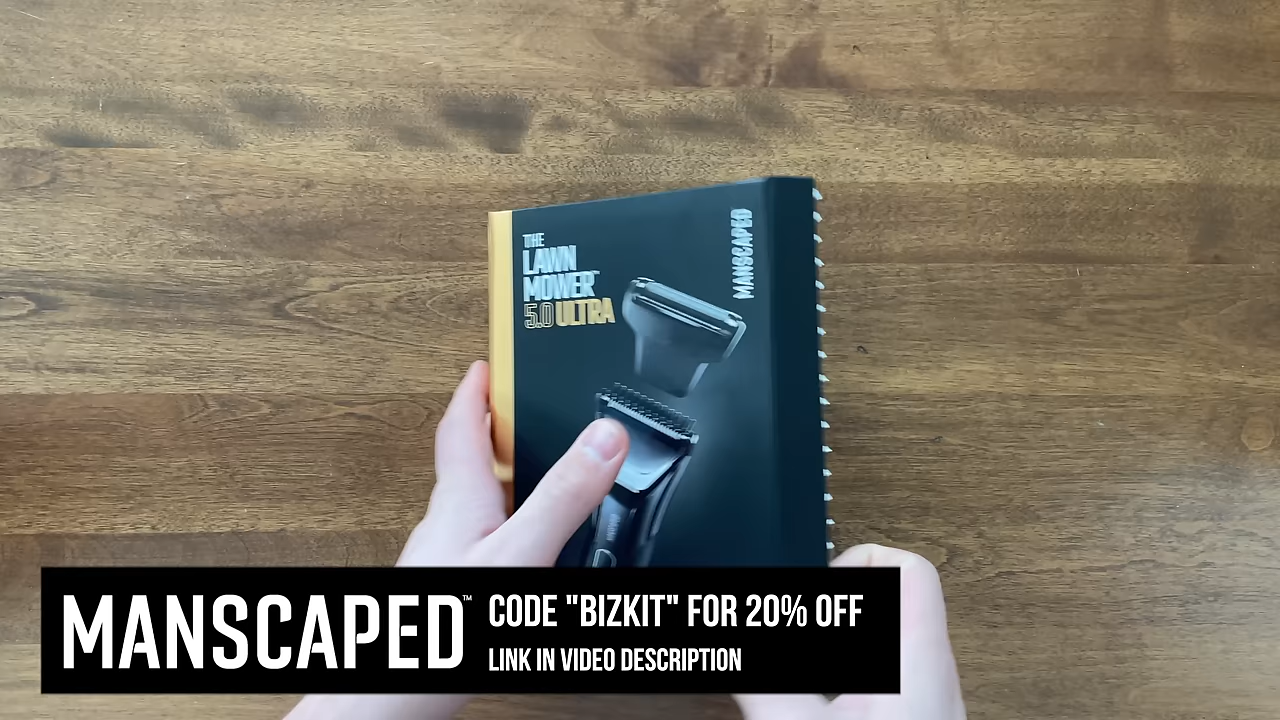 THE
LAWN
MOWER™
5.0 ULTRA
MANSCAPED
MANSCAPED™
CODE "BIZKIT" FOR 20% OFF
LINK IN VIDEO DESCRIPTION